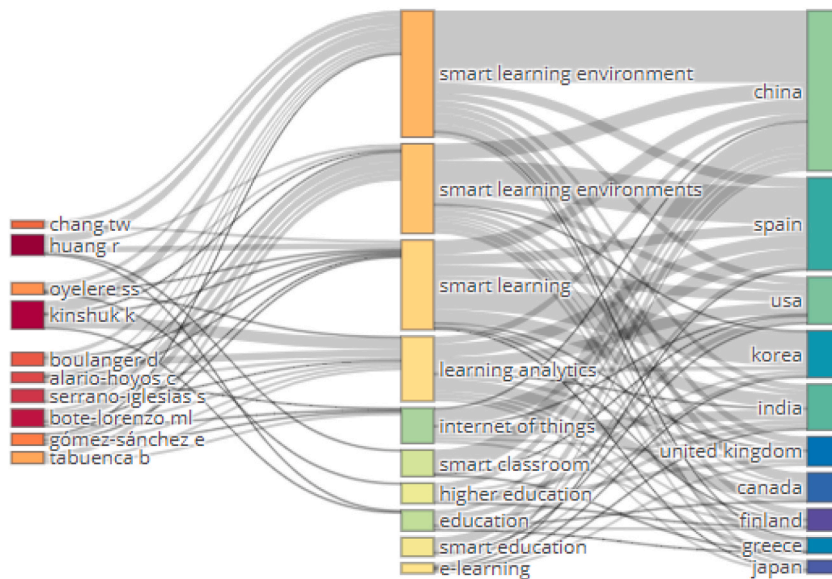 chang tw
huang r
oyelere ss
kinshuk k
boulanger d
alario-hoyos c
serrano-iglesias s
bote-lorenzo ml
gómez-sánchez e
tabuenca b
smart learning environment
smart learning environments
smart learning
learning analytics
internet of things
smart classroom
higher education
education
smart education
e-learning
china
spain
usa
korea
india
united kingdom
canada
finland
greece
japan